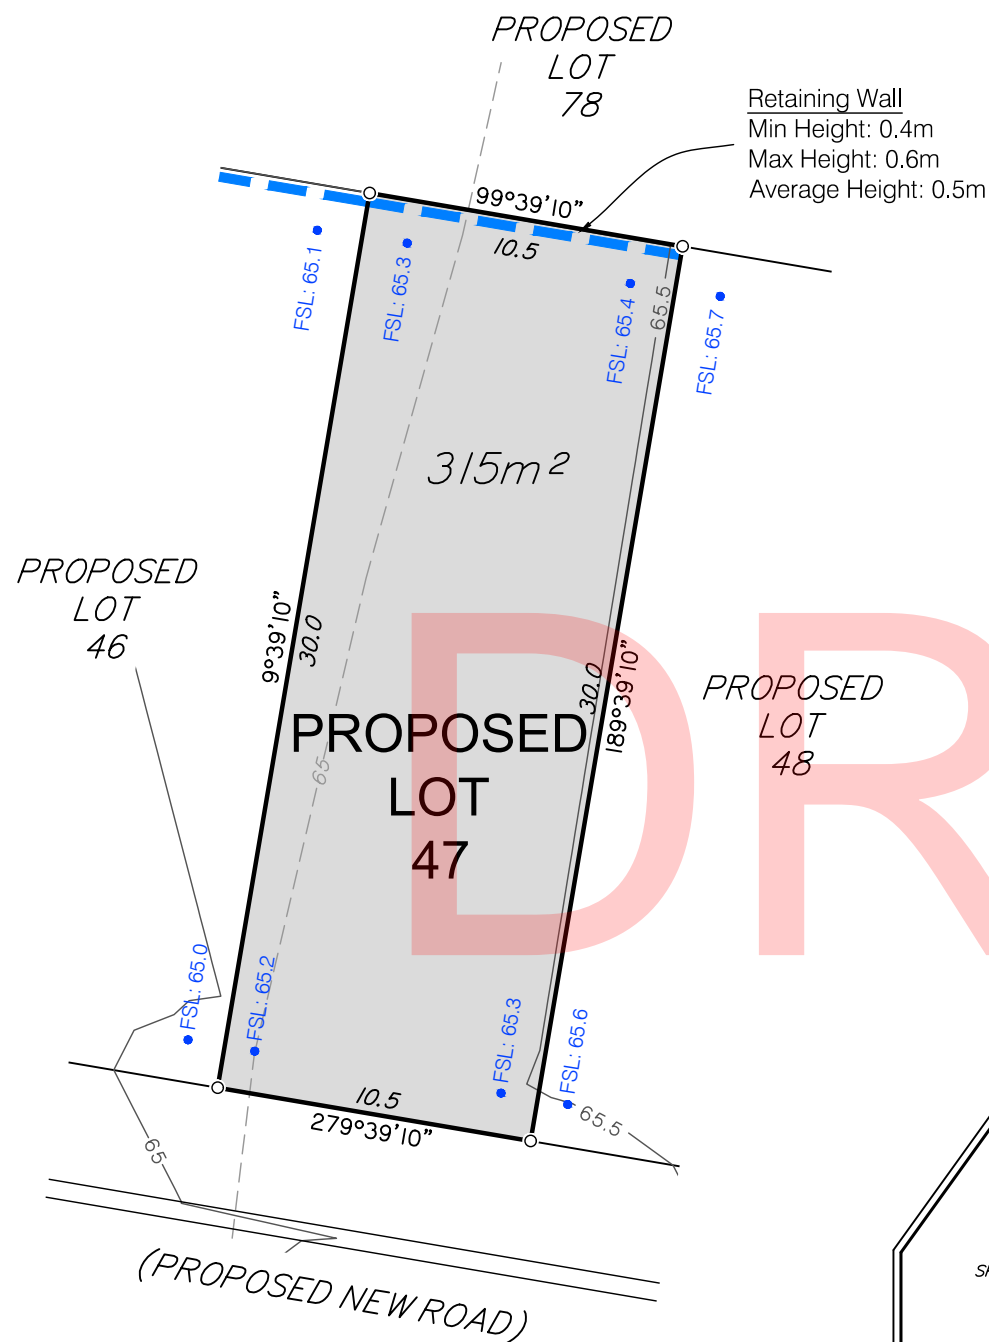 PROPOSED
LOT
78
Retaining Wall
Min Height: 0.4m
Max Height: 0.6m
Average Height: 0.5m
99°39'10"
10.5
FSL: 65.1
FSL: 65.3
FSL: 65.4
65.5
FSL: 65.7
315m²
PROPOSED
LOT
46
9°39'10"
30.0
30.0
189°39'10"
PROPOSED
LOT
48
PROPOSED
LOT
47
65
DR
FSL: 65.0
FSL: 65.2
FSL: 65.3
FSL: 65.6
10.5
279°39'10"
65.5
65
(PROPOSED NEW ROAD)